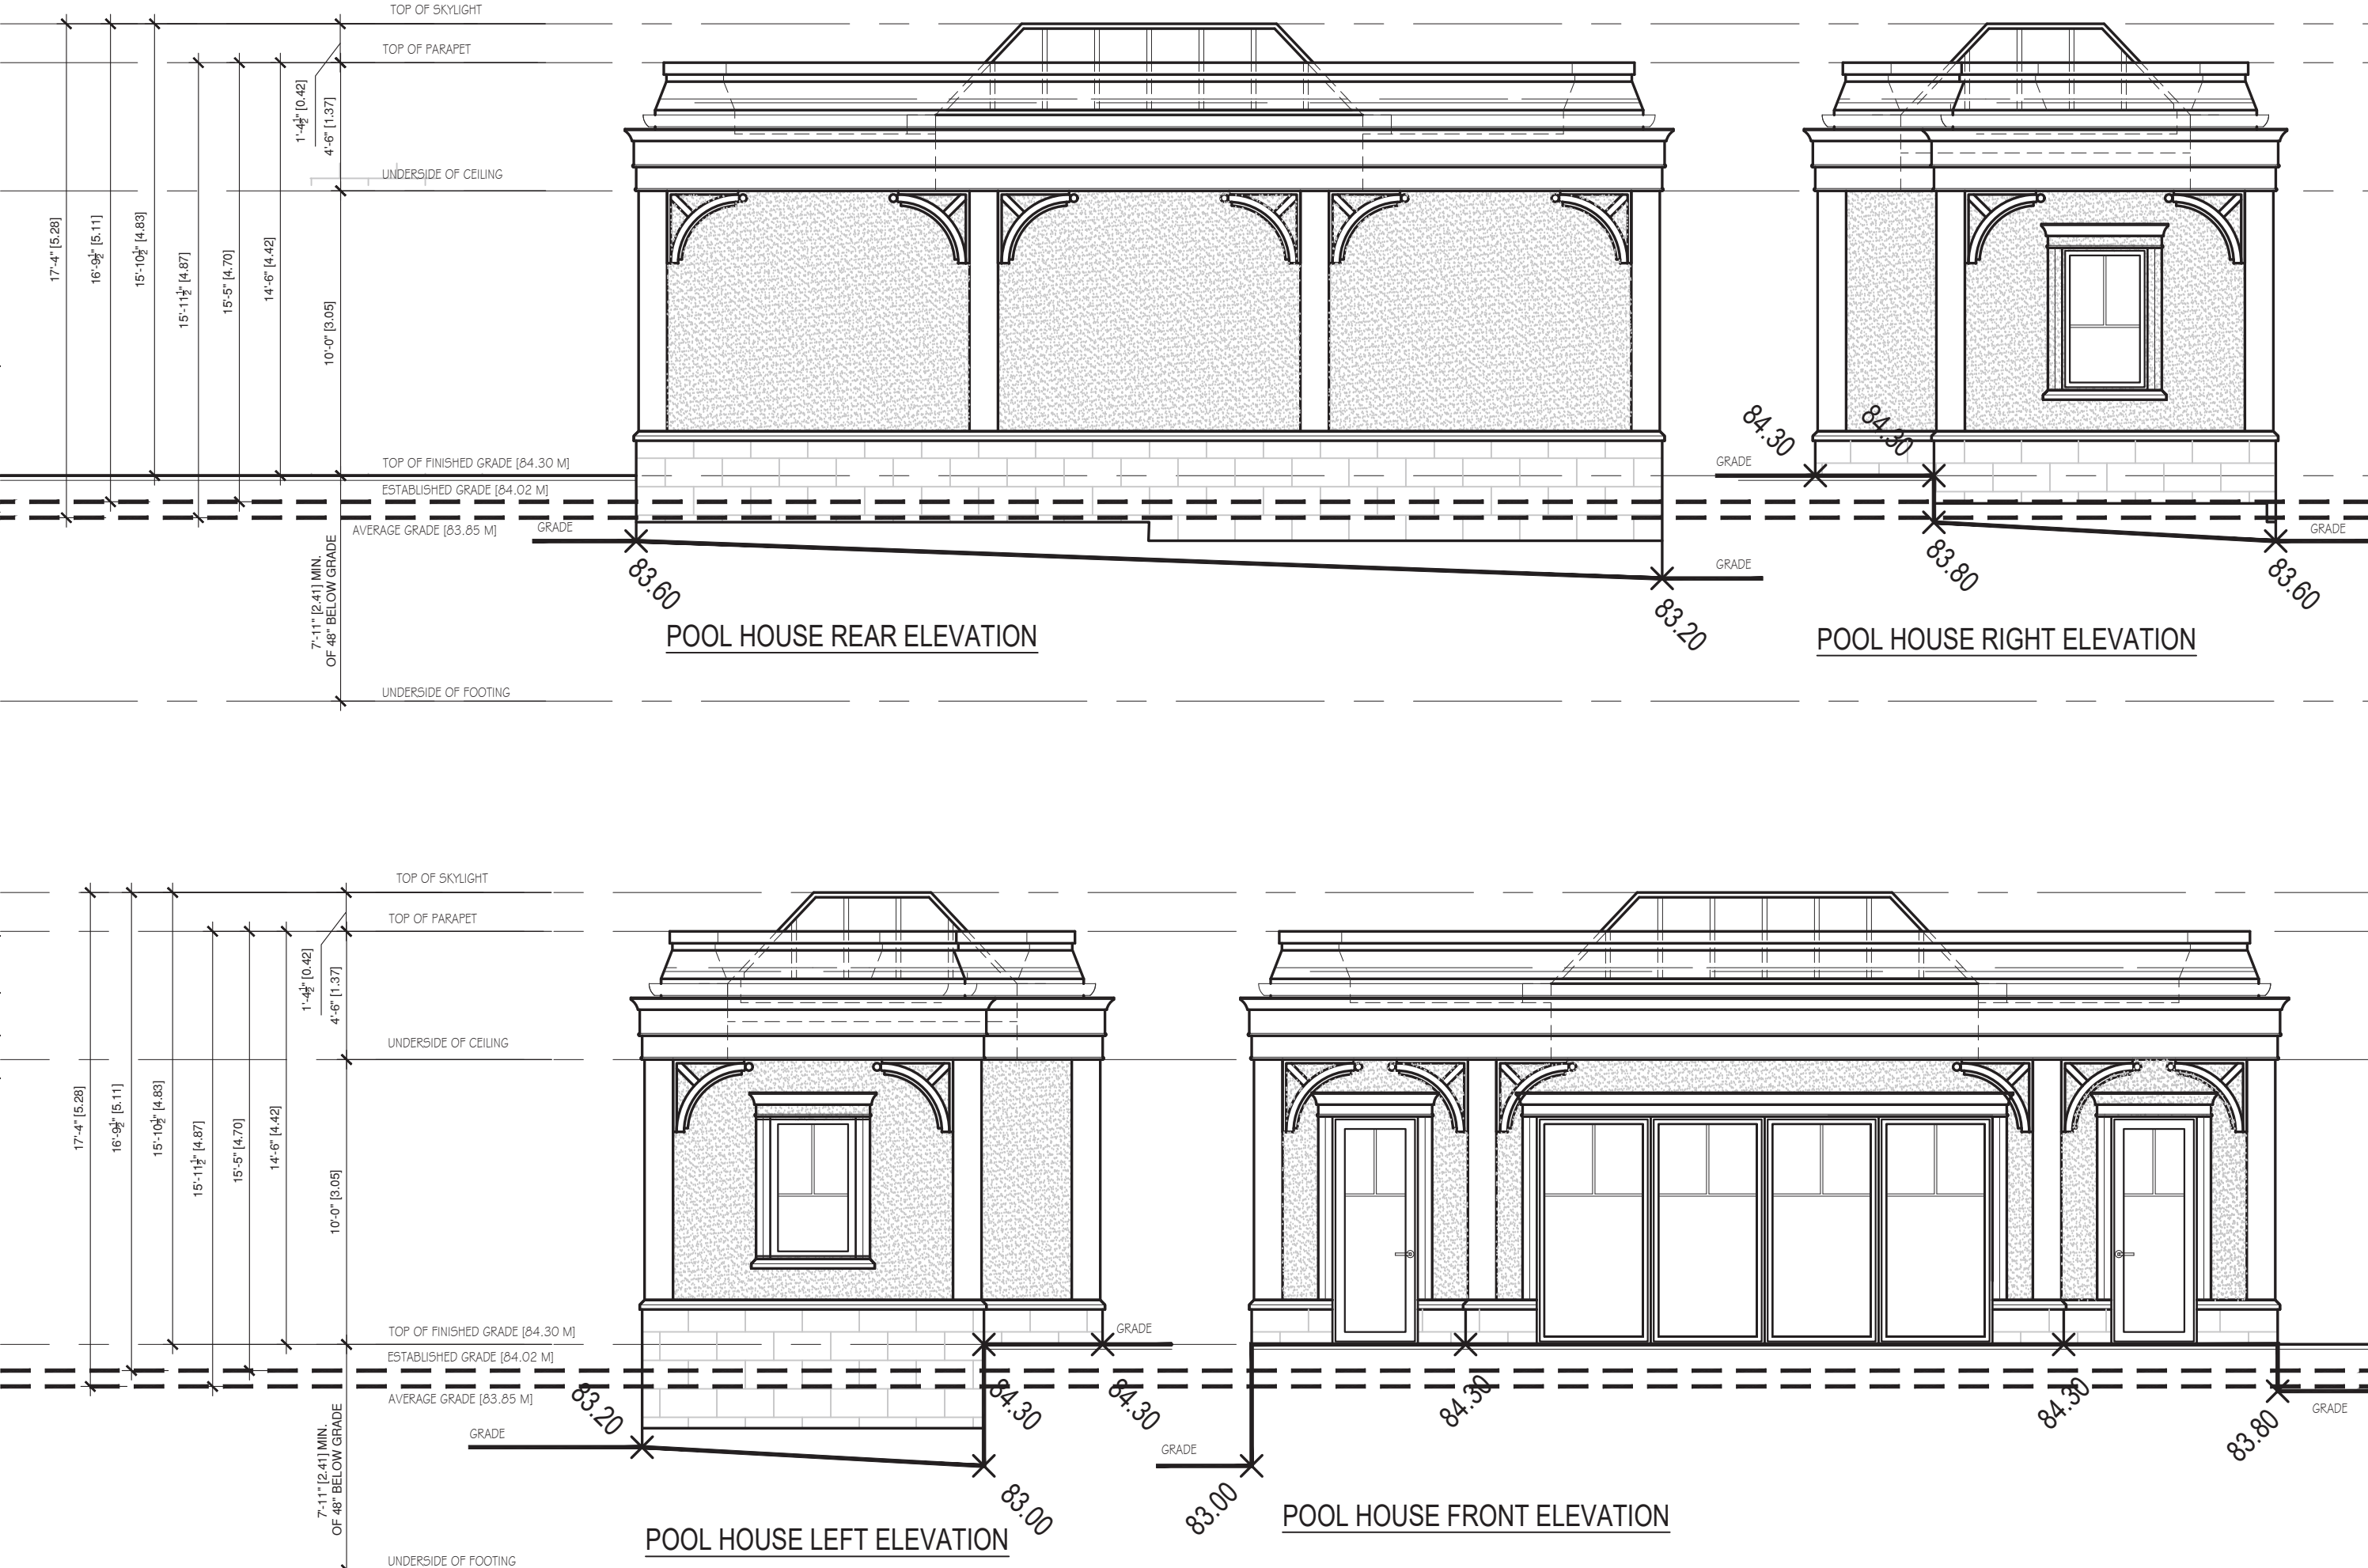 TOP OF SKYLIGHT
TOP OF PARAPET
1'-4½" [0.42]
4'-6" [1.37]
UNDERSIDE OF CEILING
17'-4" [5.28]
16'-9½" [5.11]
15'-10½" [4.83]
15'-11½" [4.87]
15'-5" [4.70]
14'-6" [4.42]
10'-0" [3.05]
TOP OF FINISHED GRADE [84.30 M]
ESTABLISHED GRADE [84.02 M]
AVERAGE GRADE [83.85 M]
7'-11" [2.41] MIN.
OF 48" BELOW GRADE
UNDERSIDE OF FOOTING
GRADE
83.60
GRADE
83.20
POOL HOUSE REAR ELEVATION
84.30
84.30
GRADE
83.80
GRADE
83.60
POOL HOUSE RIGHT ELEVATION
TOP OF SKYLIGHT
TOP OF PARAPET
1'-4½" [0.42]
4'-6" [1.37]
UNDERSIDE OF CEILING
17'-4" [5.28]
16'-9½" [5.11]
15'-10½" [4.83]
15'-11½" [4.87]
15'-5" [4.70]
14'-6" [4.42]
10'-0" [3.05]
TOP OF FINISHED GRADE [84.30 M]
ESTABLISHED GRADE [84.02 M]
AVERAGE GRADE [83.85 M]
7'-11" [2.41] MIN.
OF 48" BELOW GRADE
UNDERSIDE OF FOOTING
GRADE
83.20
GRADE
84.30
84.30
83.00
POOL HOUSE LEFT ELEVATION
GRADE
83.00
84.30
84.30
83.80
GRADE
POOL HOUSE FRONT ELEVATION